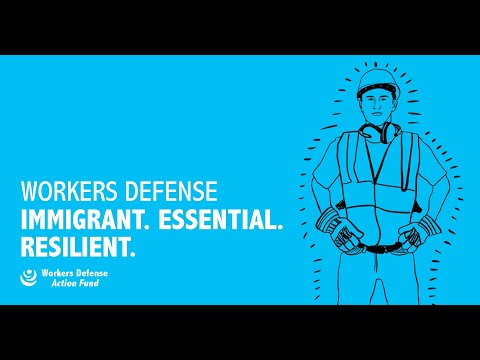 WORKERS DEFENSE
IMMIGRANT. ESSENTIAL.
RESILIENT.
Workers Defense
Action Fund